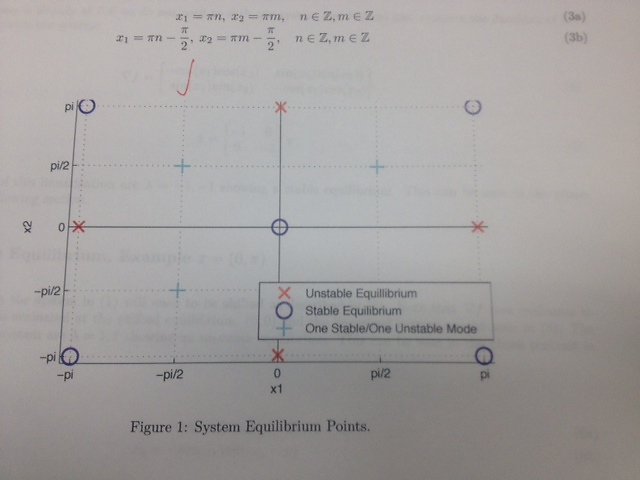 x₁ = πn, x₂ = πm, n ∈ ℤ, m ∈ ℤ (3a)
x₁ = πn − π/2, x₂ = πm − π/2, n ∈ ℤ, m ∈ ℤ (3b)
pi
pi/2
x2
0
−pi/2
−pi
Unstable Equillibrium
Stable Equilibrium
One Stable/One Unstable Mode
−pi −pi/2 0 pi/2 pi
x1
Figure 1: System Equilibrium Points.